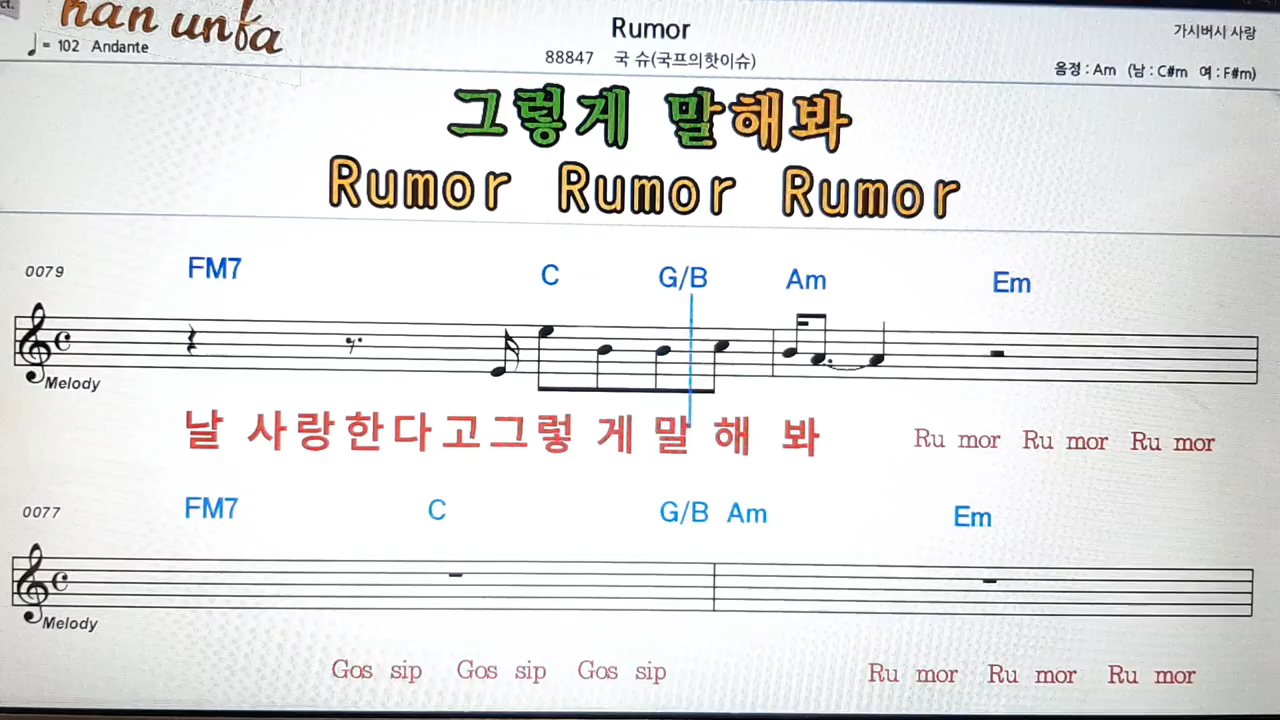 ct.
han unfa
Rumor
가시버시 사랑
♩ = 102 Andante
88847 국 슈(국프의핫이슈)
음정 : Am (남 : C#m 여 : F#m)
그렇게 말해봐
Rumor Rumor Rumor
0079 FM7 C G/B Am Em
Melody
날 사랑한다고그렇 게 말 해 봐 Ru mor Ru mor Ru mor
0077 FM7 C G/B Am Em
Melody
Gos sip Gos sip Gos sip Ru mor Ru mor Ru mor